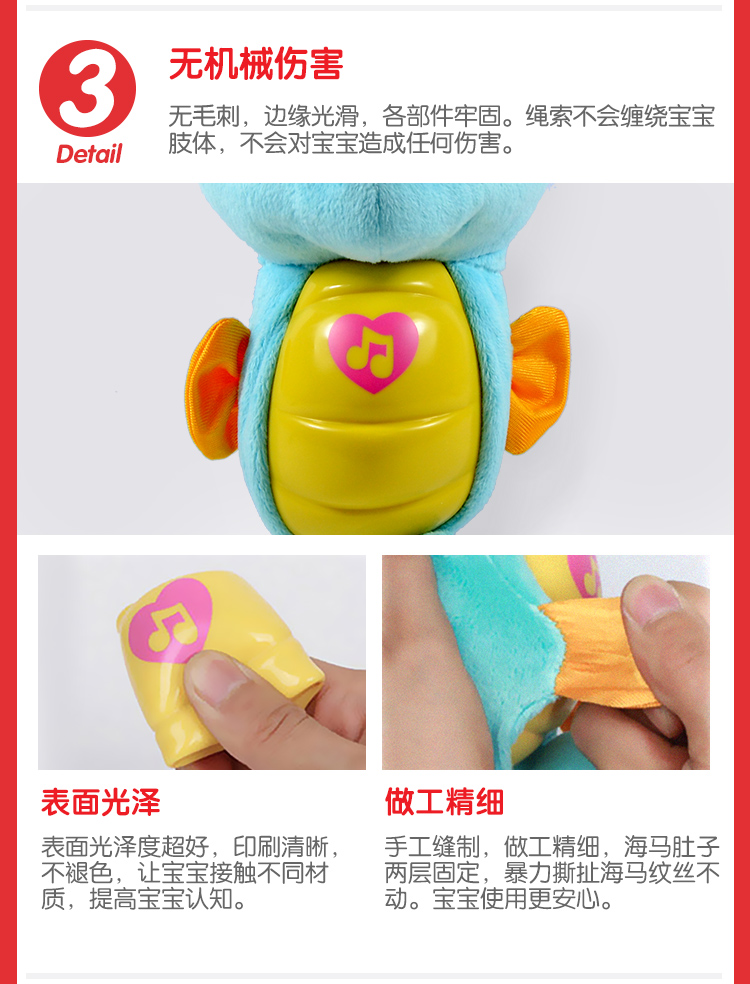 3
Detail
无机械伤害
无毛刺，边缘光滑，各部件牢固。绳索不会缠绕宝宝
肢体，不会对宝宝造成任何伤害。
表面光泽
表面光泽度超好，印刷清晰，
不褪色，让宝宝接触不同材
质，提高宝宝认知。
做工精细
手工缝制，做工精细，海马肚子
两层固定，暴力撕扯海马纹丝不
动。宝宝使用更安心。